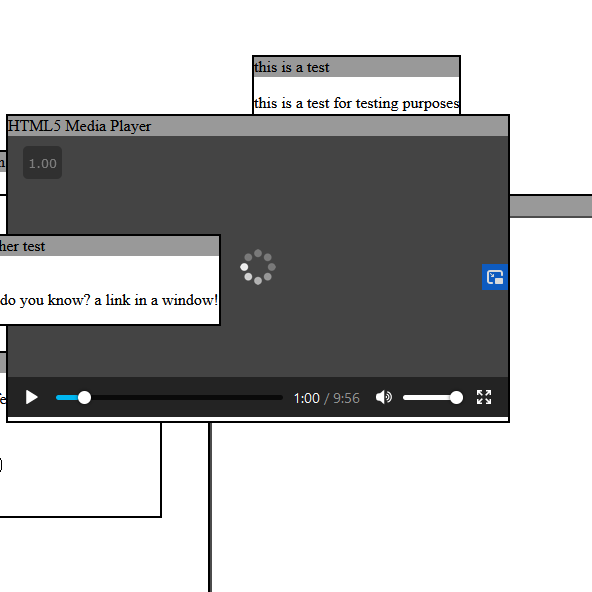 this is a test
this is a test for testing purposes
HTML5 Media Player
1.00
her test
do you know? a link in a window!
1:00 / 9:56
)